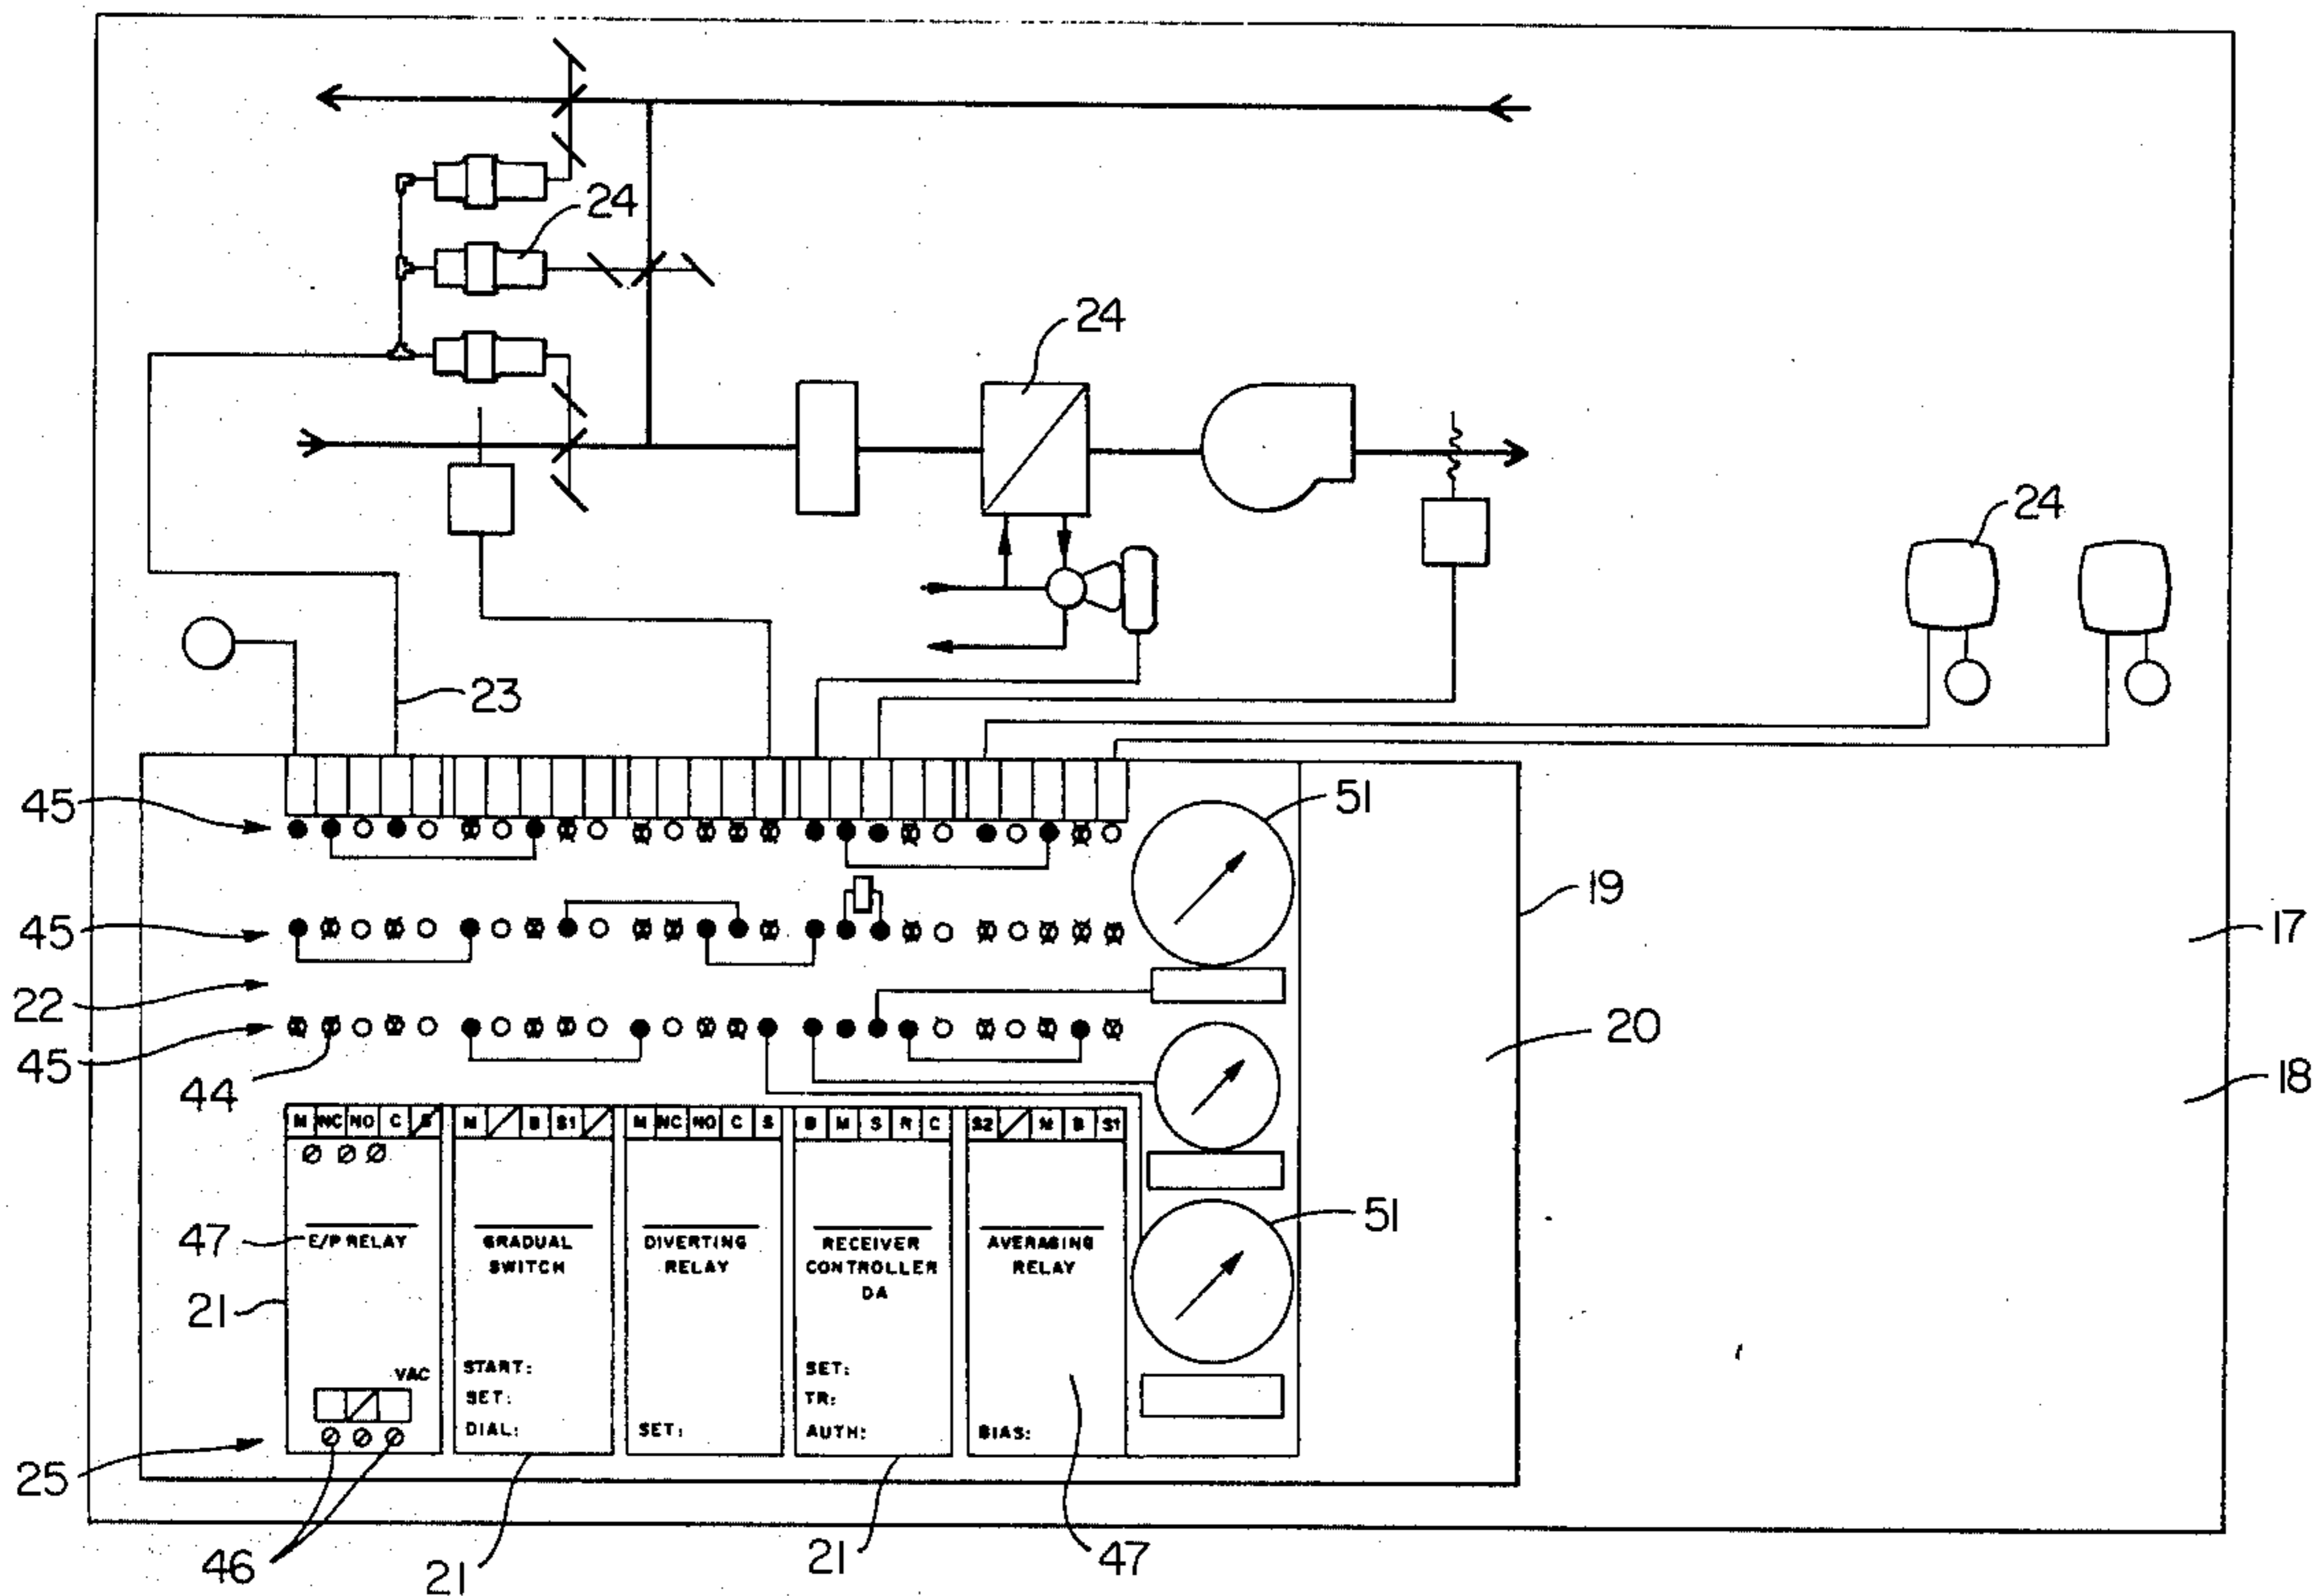 24
24
24
23
45
51
19
45
17
22
20
45
44
18
M NC NO C S
M B S1
M NC NO C S
B M S R C
S2 M B S1
51
47
E/P RELAY
GRADUAL
SWITCH
DIVERTING
RELAY
RECEIVER
CONTROLLER
DA
AVERAGING
RELAY
21
VAC
START:
SET:
DIAL:
SET:
SET:
TR:
AUTH:
BIAS:
25
46
21
21
47